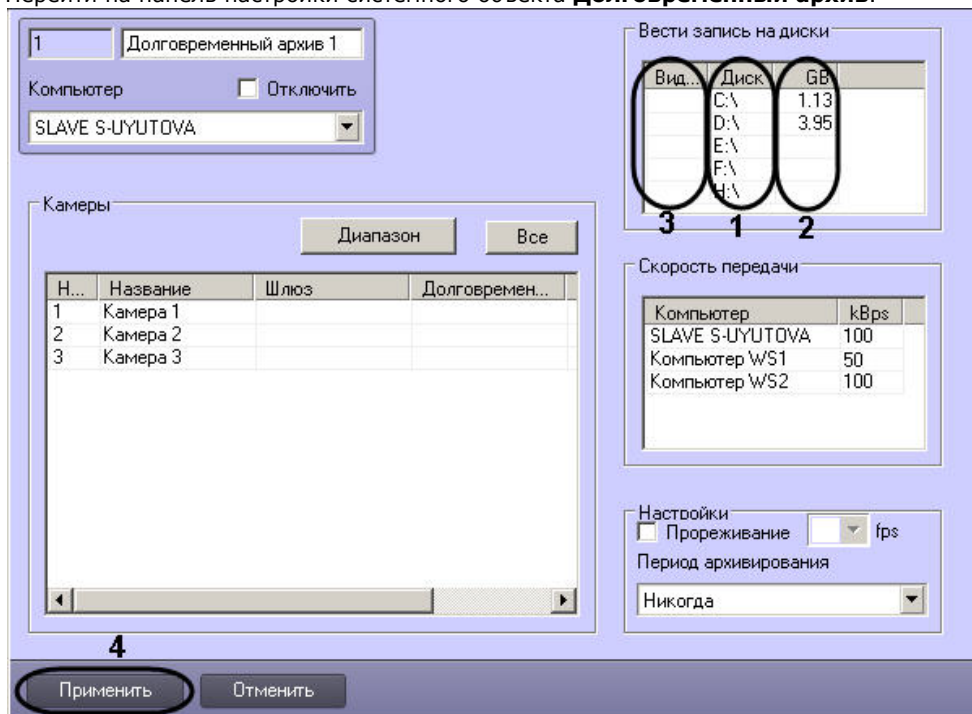 Перейти на панель настройки системного объекта Долговременный архив.
1 Долговременный архив 1
Компьютер Отключить
SLAVE S-UYUTOVA
Вести запись на диски
Вид... Диск GB
C:\ 1.13
D:\ 3.95
E:\
F:\
H:\
3 1 2
Камеры
Диапазон Все
Н... Название Шлюз Долговремен...
1 Камера 1
2 Камера 2
3 Камера 3
Скорость передачи
Компьютер kBps
SLAVE S-UYUTOVA 100
Компьютер WS1 50
Компьютер WS2 100
Настройки
Прореживание fps
Период архивирования
Никогда
4
Применить Отменить